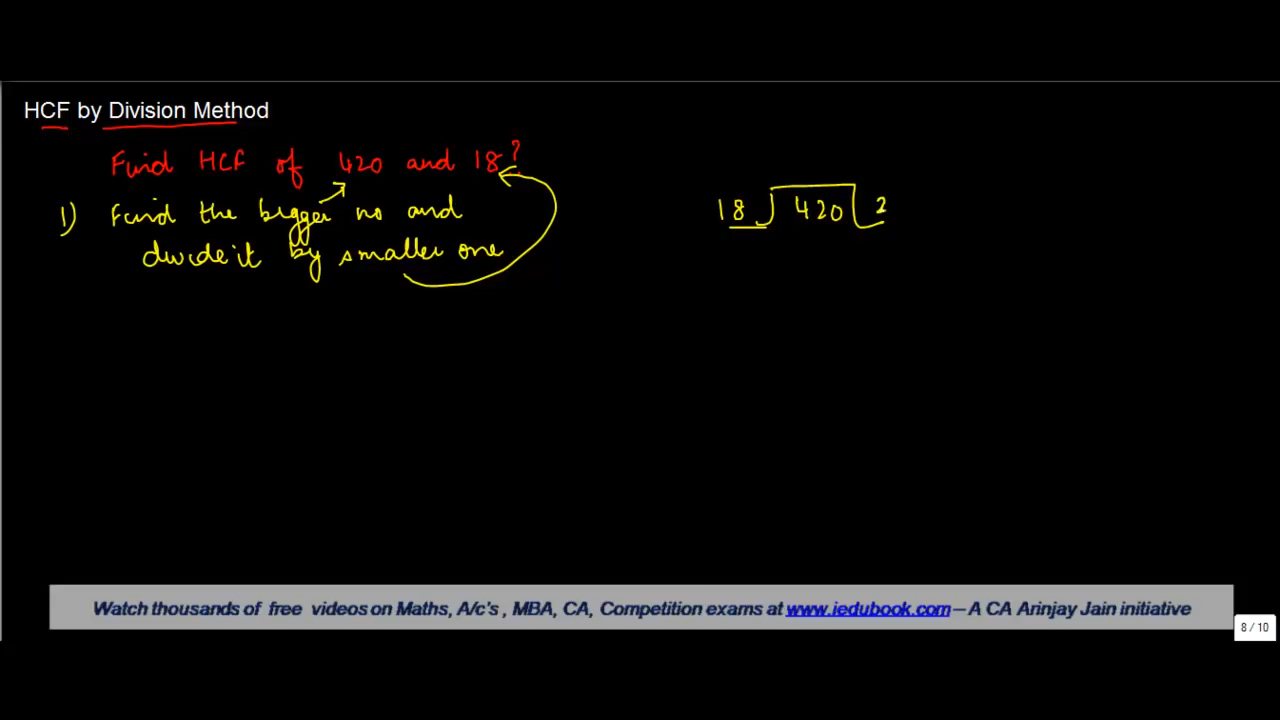 HCF by Division Method
Find HCF of 420 and 18?
1) Find the bigger no and
divide it by smaller one
18 ) 420 ( 2
Watch thousands of free videos on Maths, A/c's , MBA, CA, Competition exams at www.iedubook.com – A CA Arinjay Jain initiative
8 / 10